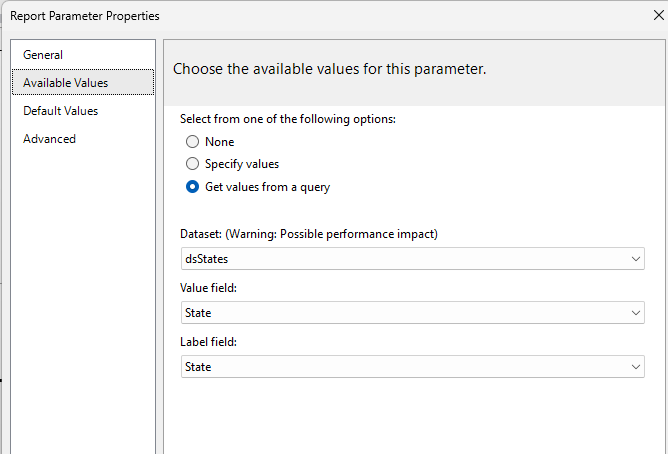 Report Parameter Properties
General
Available Values
Default Values
Advanced
Choose the available values for this parameter.
Select from one of the following options:
None
Specify values
Get values from a query
Dataset: (Warning: Possible performance impact)
dsStates
Value field:
State
Label field:
State